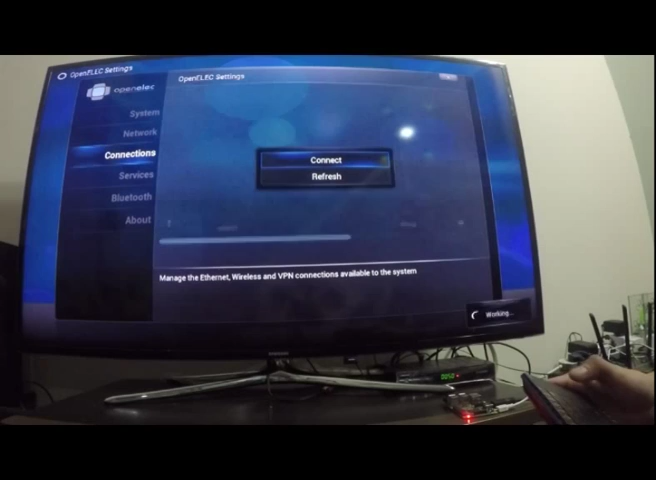 OpenELEC Settings
OpenELEC Settings
openelec
System
Network
Connections
Connect
Services
Refresh
Bluetooth
About
Manage the Ethernet, Wireless and VPN connections available to the system
Working...
SAMSUNG